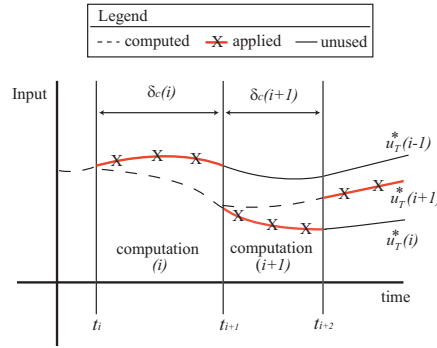 Legend
computed X applied unused
Input
δc(i) δc(i+1)
X X X
u*T(i-1)
X X
u*T(i+1)
X X X
u*T(i)
computation (i)
computation (i+1)
time
ti ti+1 ti+2